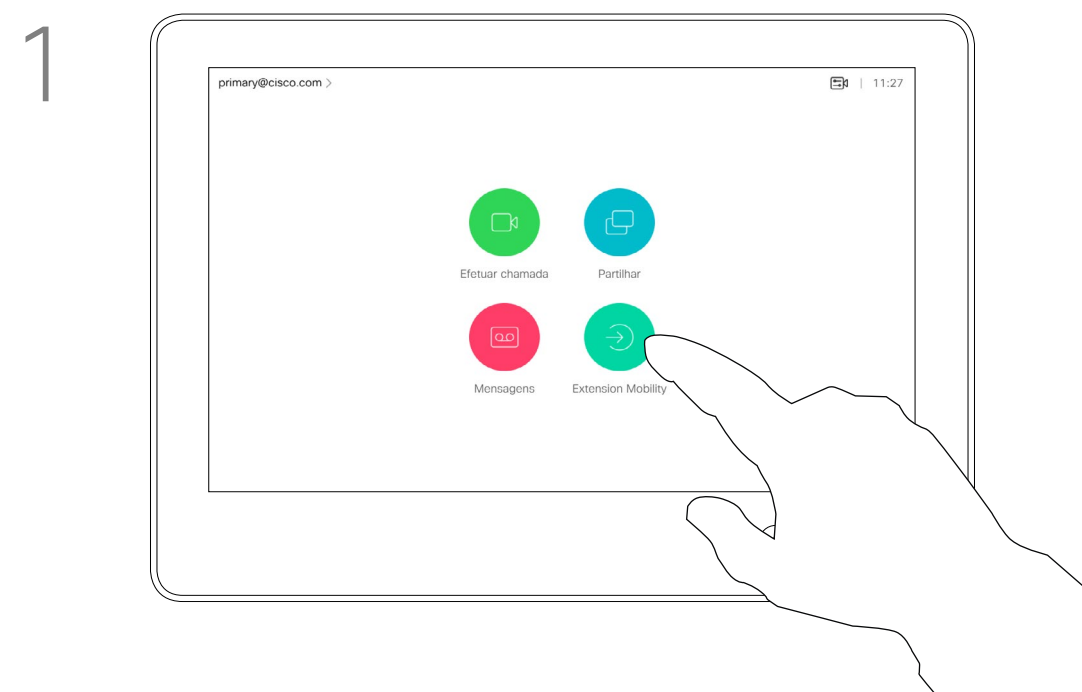 1
primary@cisco.com >
11:27
Efetuar chamada
Partilhar
Mensagens
Extension Mobility